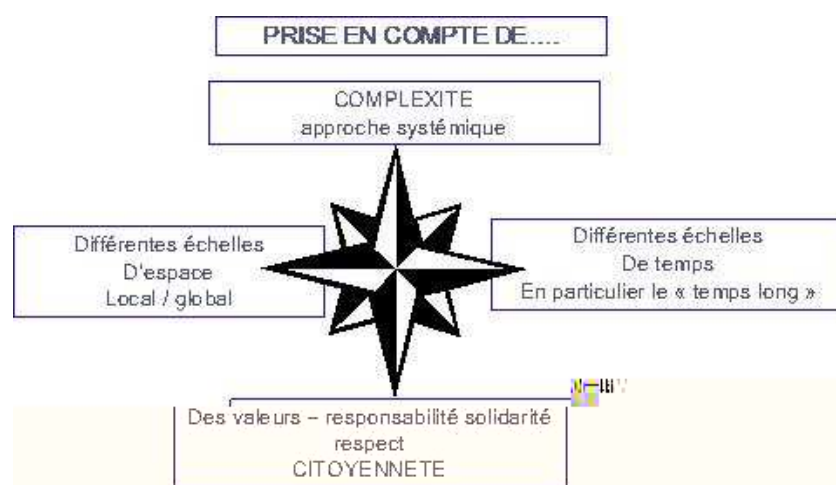 PRISE EN COMPTE DE....
COMPLEXITE
approche systémique
Différentes échelles
D'espace
Local / global
Différentes échelles
De temps
En particulier le « temps long »
Des valeurs – responsabilité solidarité
respect
CITOYENNETE